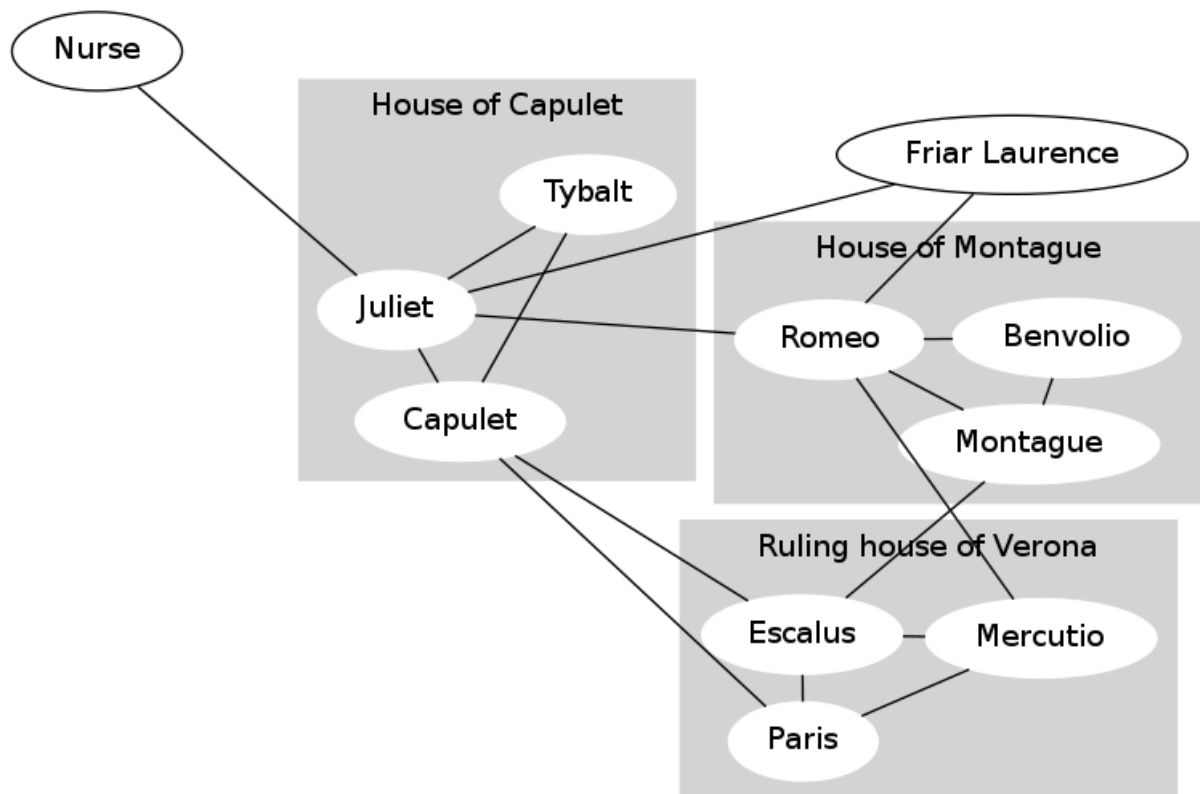 Nurse
House of Capulet
Tybalt
Juliet
Capulet
Friar Laurence
House of Montague
Romeo
Benvolio
Montague
Ruling house of Verona
Escalus
Mercutio
Paris